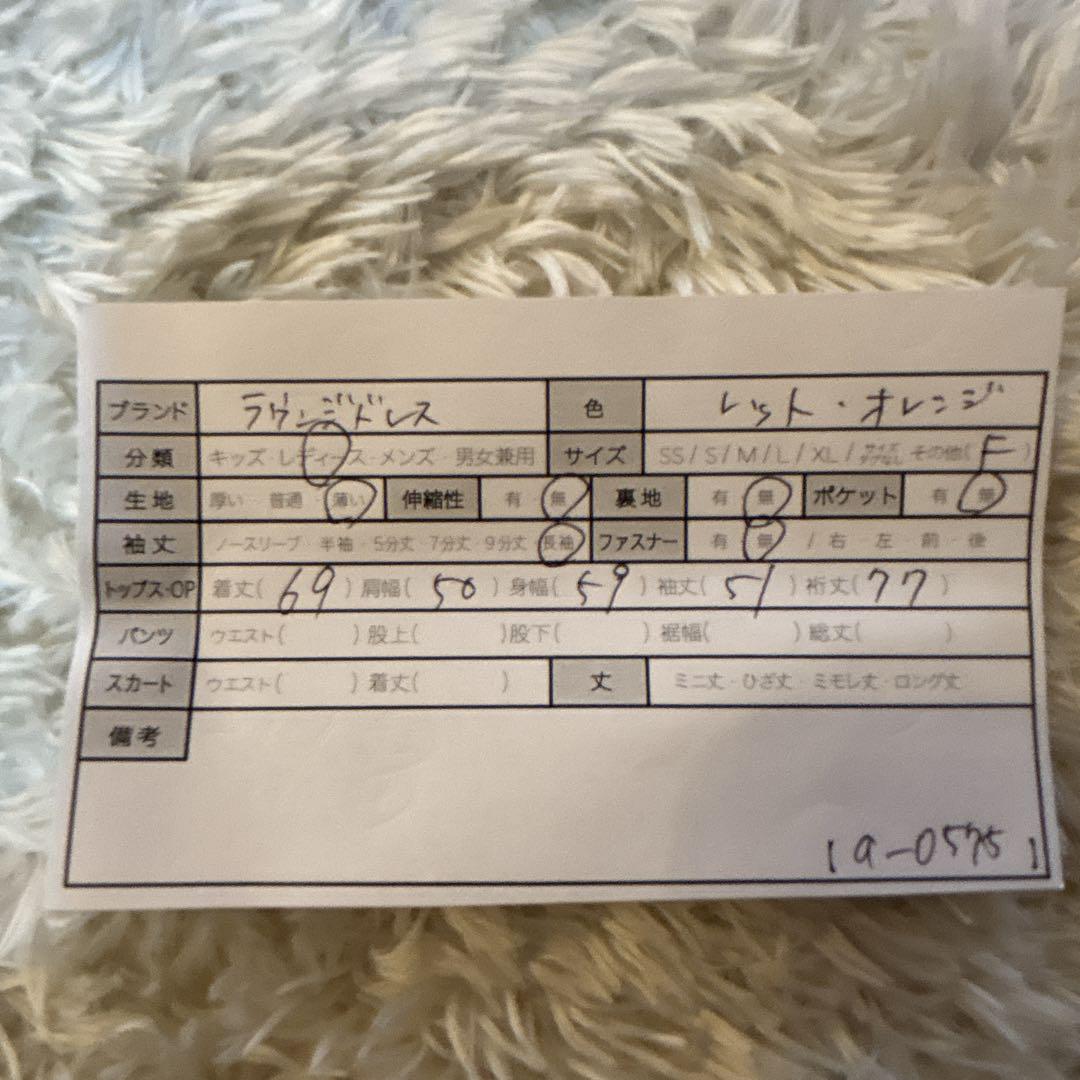 ブランド ラウンジドレス 色 レット・オレンジ
分類 キッズ・レディース・メンズ・男女兼用 サイズ SS/S/M/L/XL/サイズタグなし その他(F)
生地 厚い・普通・薄い 伸縮性 有・無 裏地 有・無 ポケット 有・無
袖丈 ノースリーブ・半袖・5分丈・7分丈・9分丈・長袖 ファスナー 有・無 / 右・左・前・後
トップス・OP 着丈(69)肩幅(50)身幅(59)袖丈(51)裄丈(77)
パンツ ウエスト( )股上( )股下( )裾幅( )総丈( )
スカート ウエスト( )着丈( ) 丈 ミニ丈・ひざ丈・ミモレ丈・ロング丈
備考
【a-0575】